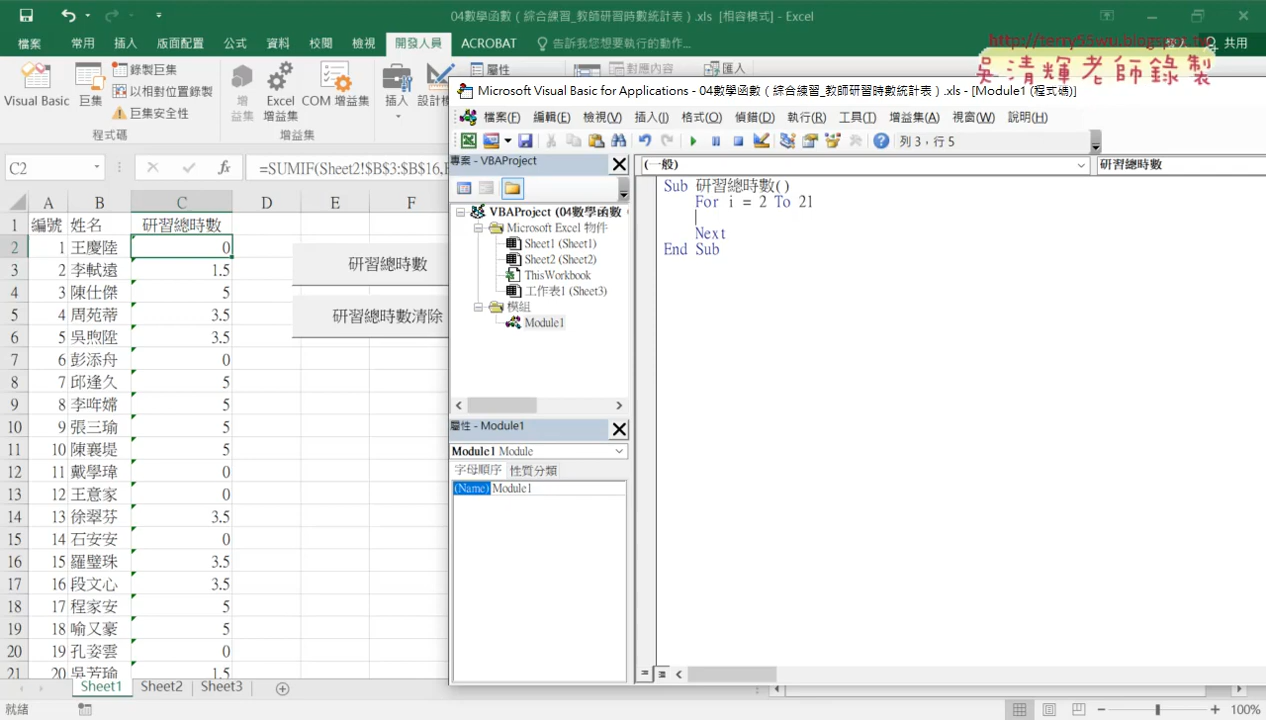 04數學函數（綜合練習_教師研習時數統計表）.xls [相容模式] - Excel
http://terry55wu.blogspot.tw
吳清輝老師錄製
檔案 常用 插入 版面配置 公式 資料 校閱 檢視 開發人員 ACROBAT 告訴我您想要執行的動作... 共用
Visual Basic 巨集 錄製巨集 以相對位置錄製 巨集安全性 程式碼
增益集 Excel 增益集 COM 增益集 增益集
插入 屬性 對應內容 匯入
C2 =SUMIF(Sheet2!$B$3:$B$16,
A B C D E F
1 編號 姓名 研習總時數
2 1 王慶陸 0
3 2 李軾遠 1.5
4 3 陳仕傑 5
5 4 周苑蒂 3.5
6 5 吳煦陞 3.5
7 6 彭添舟 0
8 7 邱逢久 5
9 8 李哖嫦 5
10 9 張三瑜 5
11 10 陳襄堤 5
12 11 戴學瑋 0
13 12 王意家 0
14 13 徐翠芬 3.5
15 14 石安安 0
16 15 羅璧珠 3.5
17 16 段文心 3.5
18 17 程家安 5
19 18 喻又豪 5
20 19 孔姿雲 0
21 20 吳芳瑜 1.5
研習總時數
研習總時數清除
Sheet1 Sheet2 Sheet3
就緒
100%
Microsoft Visual Basic for Applications - 04數學函數（綜合練習_教師研習時數統計表）.xls - [Module1 (程式碼)]
檔案(F) 編輯(E) 檢視(V) 插入(I) 格式(O) 偵錯(D) 執行(R) 工具(T) 增益集(A) 視窗(W) 說明(H)
列 3，行 5
專案 - VBAProject
VBAProject (04數學函數
Microsoft Excel 物件
Sheet1 (Sheet1)
Sheet2 (Sheet2)
ThisWorkbook
工作表1 (Sheet3)
模組
Module1
屬性 - Module1
Module1 Module
字母順序 性質分類
(Name) Module1
(一般) 研習總時數
Sub 研習總時數()
For i = 2 To 21
Next
End Sub